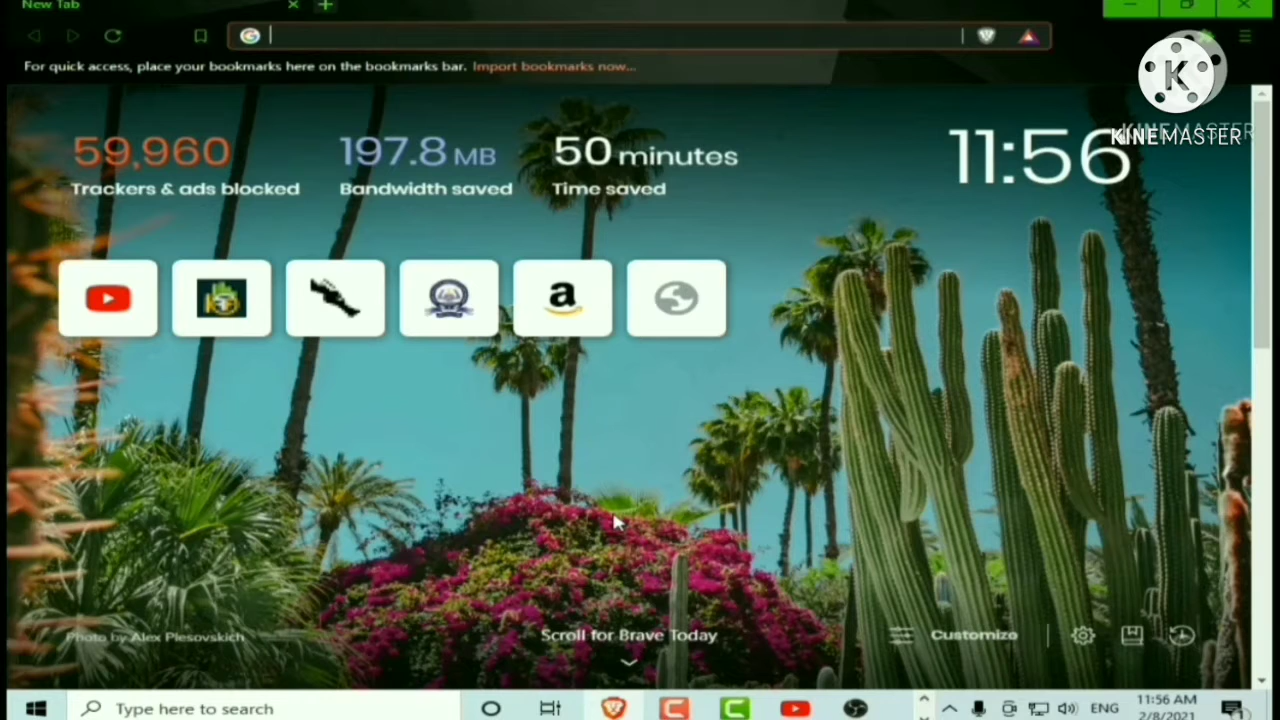 New Tab
For quick access, place your bookmarks here on the bookmarks bar. Import bookmarks now...
K
KINEMASTER
59,960
Trackers & ads blocked
197.8 MB
Bandwidth saved
50 minutes
Time saved
11:56
a
Photo by Alex Plesovskich
Scroll for Brave Today
Customize
Type here to search
ENG
11:56 AM
2/8/2021